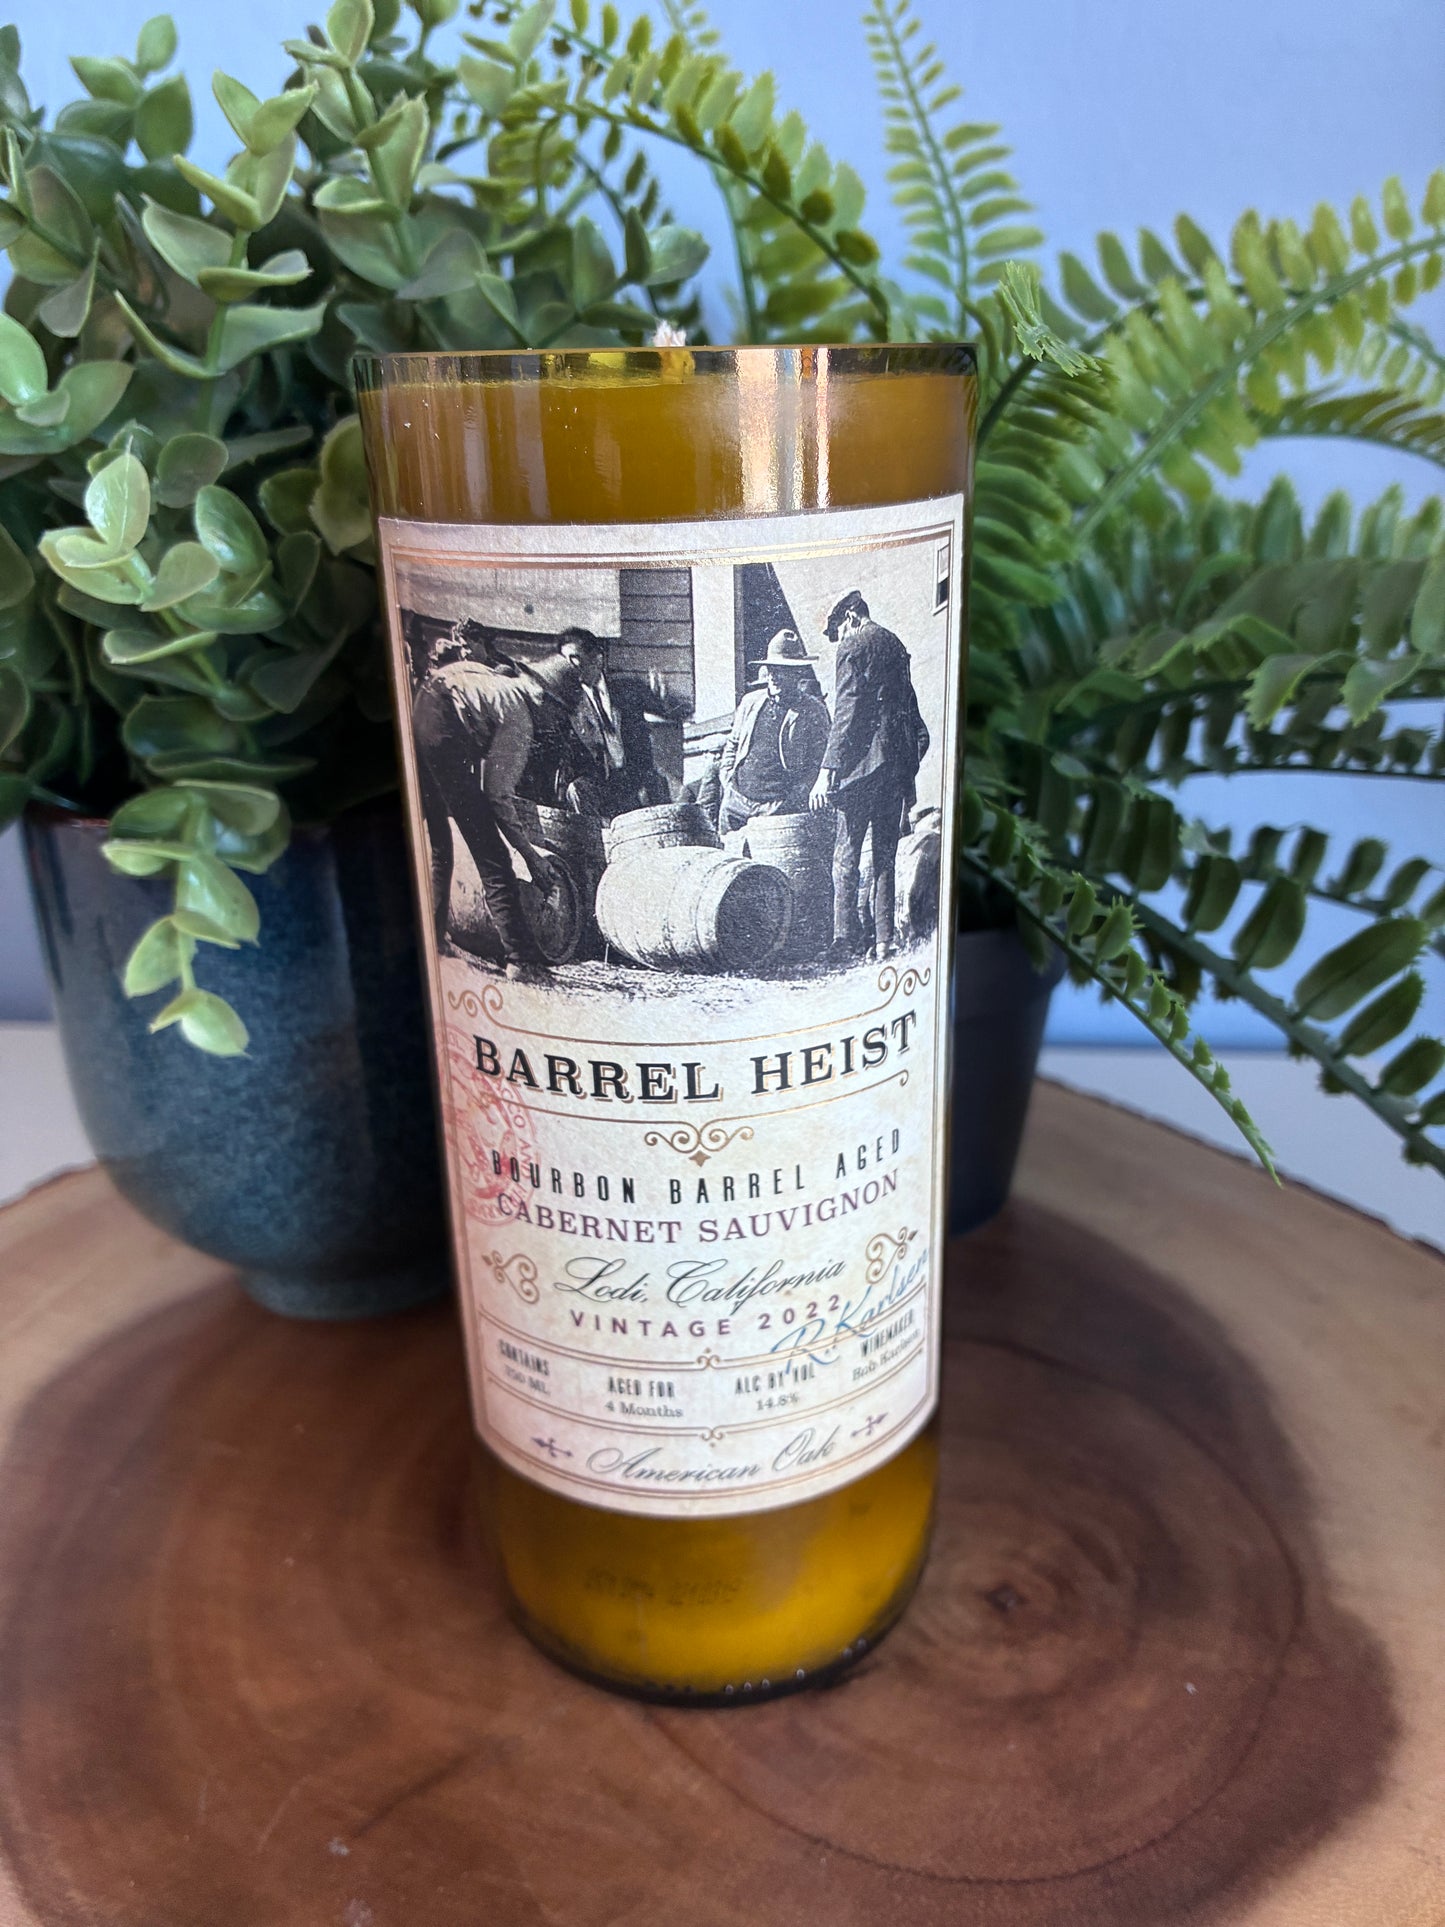 BARREL HEIST
BOURBON BARREL AGED
CABERNET SAUVIGNON
Lodi, California
VINTAGE 2022
R. Karlsen
CONTAINS
750 ML
AGED FOR
4 Months
ALC BY VOL
14.8%
WINEMAKER
American Oak